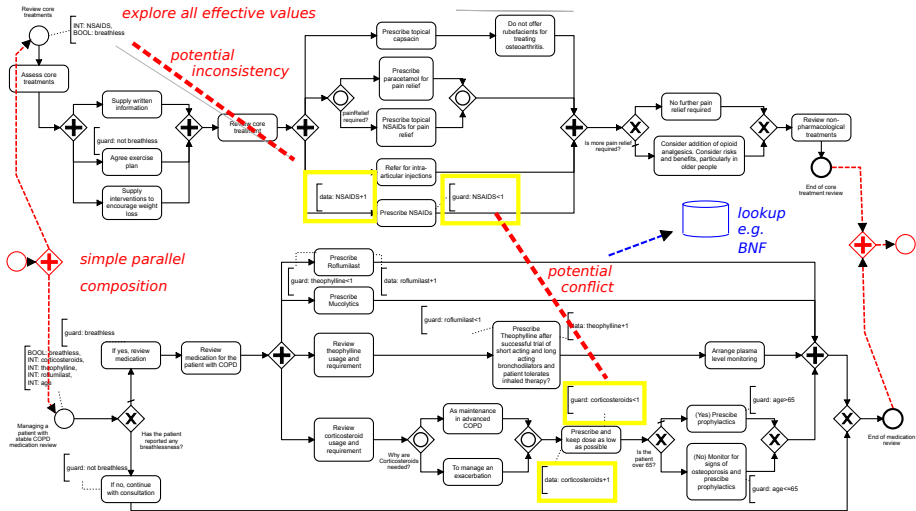 Review core
treatments
INT: NSAIDS,
BOOL: breathless
explore all effective values
potential
inconsistency
Assess core
treatments
Supply written
information
guard: not breathless
Agree exercise
plan
Supply
interventions to
encourage weight
loss
Review core
treatment
Prescribe topical
capsacin
Do not offer
rubefacients for
treating
osteoarthritis.
painRelief
required?
Prescribe
paracetamol for
pain relief
Prescribe topical
NSAIDs for pain
relief
Refer for intra-
articular injections
data: NSAIDS+1
guard: NSAIDS<1
Prescribe NSAIDs
Is more pain relief
required?
No further pain
relief required
Consider addition of opioid
analgesics. Consider risks
and benefits, particularly in
older people
Review non-
pharmacological
treatments
End of core
treatment review
lookup
e.g.
BNF
simple parallel
composition
potential
conflict
Prescribe
Roflumilast
guard: theophylline<1
data: roflumilast+1
Prescribe
Mucolytics
guard: breathless
BOOL: breathless,
INT: corticosteroids,
INT: theophylline,
INT: rofumilast,
INT: age
If yes, review
medication
Review
medication for the
patient with COPD
Review
theophylline
usage and
requirement
guard: roflumilast<1
data: theophylline+1
Prescribe
Theophylline after
successful trial of
short acting and long
acting
bronchodilators and
patient tolerates
inhaled therapy?
Arrange plasma
level monitoring
Managing a
patient with
stable COPD
medication review
Has the patient
reported any
breathlessness?
guard: not breathless
If no, continue
with consultation
Review
corticosteroid
usage and
requirement
Why are
Corticosteroids
needed?
As maintenance
in advanced
COPD
To manage an
exacerbation
guard: corticosteroids<1
Prescribe and
keep dose as low
as possible
data: corticosteroids+1
Is the
patient
over 65?
(Yes) Prescibe
prophylactics
guard: age>65
(No) Monitor for
signs of
osteoporosis and
prescibe
prophylactics
guard: age<=65
End of medication
review